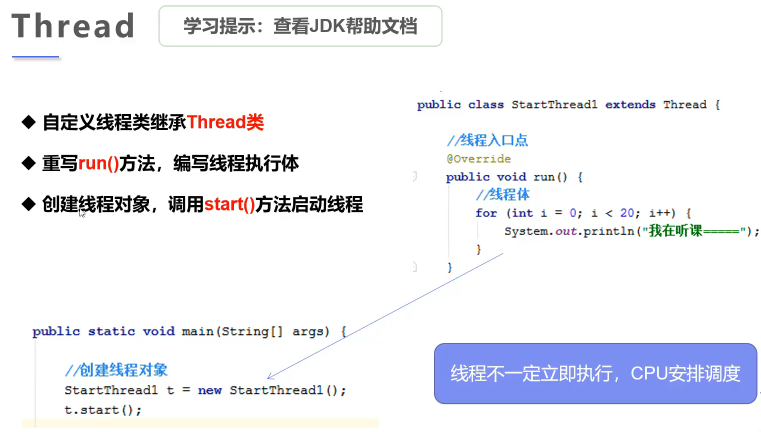 Thread
学习提示：查看JDK帮助文档
◆ 自定义线程类继承Thread类
◆ 重写run()方法，编写线程执行体
◆ 创建线程对象，调用start()方法启动线程
public class StartThread1 extends Thread {
//线程入口点
@Override
public void run() {
//线程体
for (int i = 0; i < 20; i++) {
System.out.println("我在听课=====");
}
}
public static void main(String[] args) {
//创建线程对象
StartThread1 t = new StartThread1();
t.start();
线程不一定立即执行，CPU安排调度